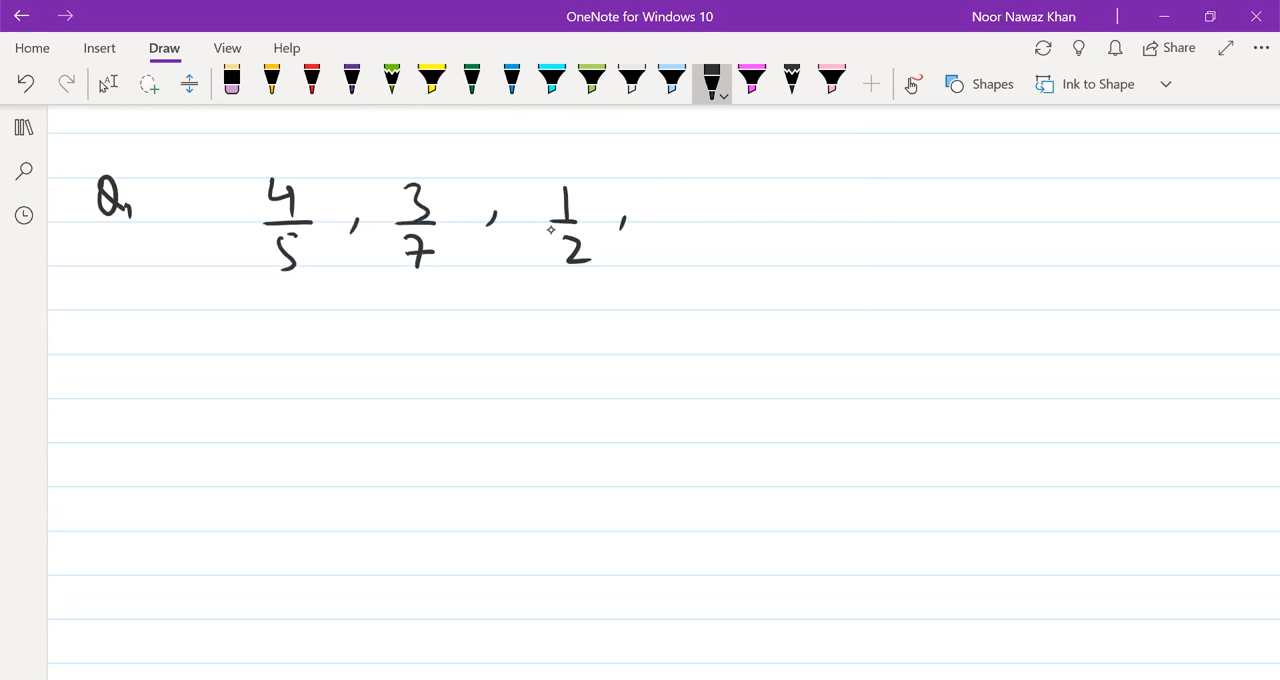 OneNote for Windows 10 Noor Nawaz Khan
Home Insert Draw View Help Share
Shapes Ink to Shape
Q1 4/5 , 3/7 , 1/2 ,